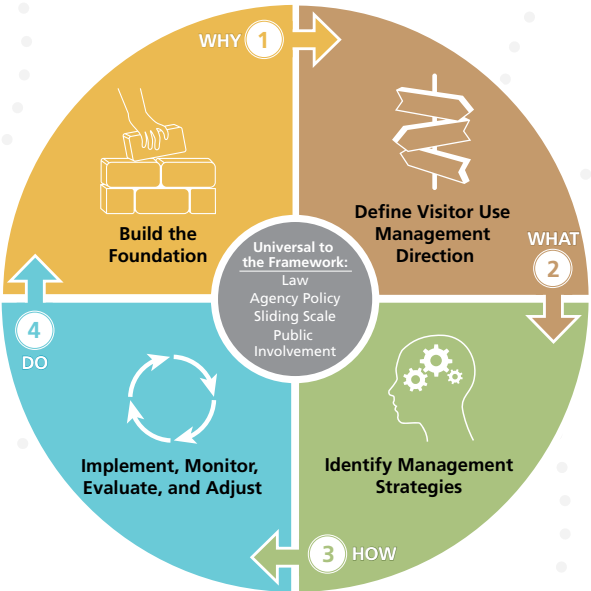 WHY 1
Build the
Foundation
Define Visitor Use
Management
Direction
WHAT
2
Universal to
the Framework:
Law
Agency Policy
Sliding Scale
Public
Involvement
Identify Management
Strategies
3 HOW
Implement, Monitor,
Evaluate, and Adjust
4
DO